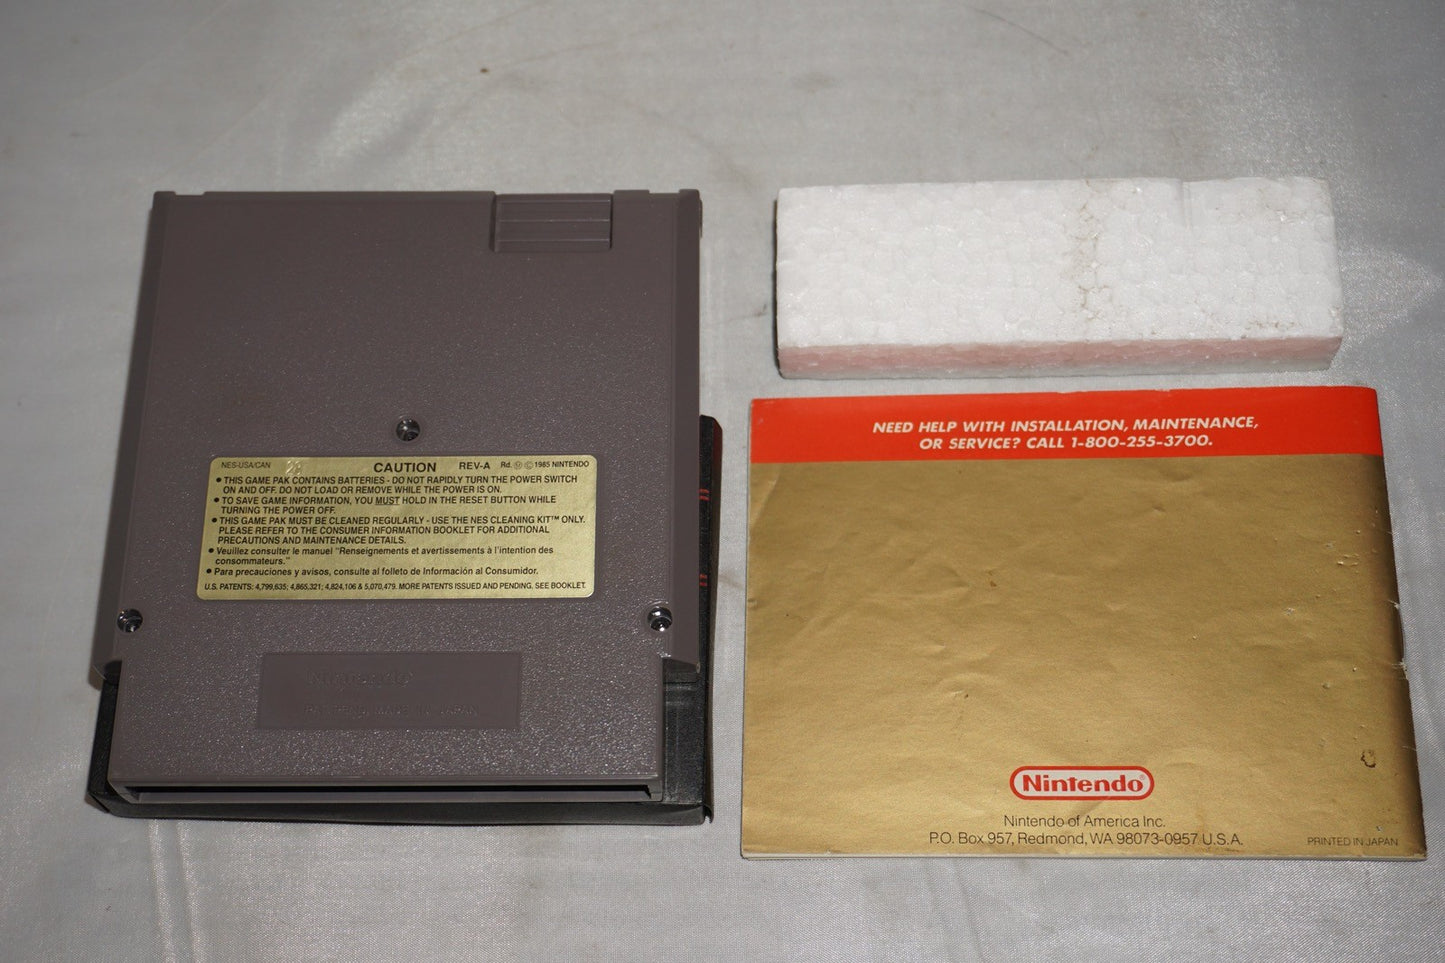 NES-USA/CAN CAUTION REV-A Rd. Ⓜ © 1985 NINTENDO
• THIS GAME PAK CONTAINS BATTERIES - DO NOT RAPIDLY TURN THE POWER SWITCH
ON AND OFF. DO NOT LOAD OR REMOVE WHILE THE POWER IS ON.
• TO SAVE GAME INFORMATION, YOU MUST HOLD IN THE RESET BUTTON WHILE
TURNING THE POWER OFF.
• THIS GAME PAK MUST BE CLEANED REGULARLY - USE THE NES CLEANING KIT™ ONLY.
PLEASE REFER TO THE CONSUMER INFORMATION BOOKLET FOR ADDITIONAL
PRECAUTIONS AND MAINTENANCE DETAILS.
• Veuillez consulter le manuel "Renseignements et avertissements à l'intention des
consommateurs."
• Para precauciones y avisos, consulte al folleto de Información al Consumidor.
U.S. PATENTS: 4,799,635; 4,865,321; 4,824,106 & 5,070,479. MORE PATENTS ISSUED AND PENDING. SEE BOOKLET.
Nintendo
MADE IN JAPAN
NEED HELP WITH INSTALLATION, MAINTENANCE,
OR SERVICE? CALL 1-800-255-3700.
Nintendo®
Nintendo of America Inc.
P.O. Box 957, Redmond, WA 98073-0957 U.S.A.
PRINTED IN JAPAN